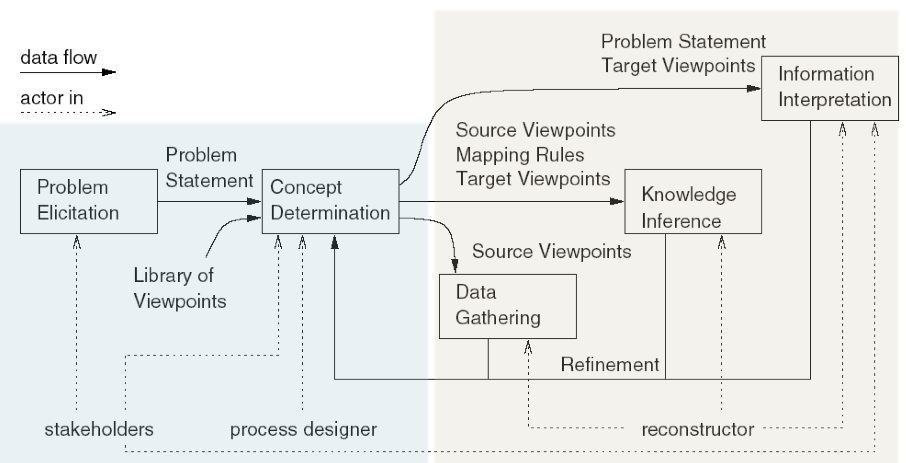 data flow
actor in
Problem Statement
Target Viewpoints
Information
Interpretation
Source Viewpoints
Mapping Rules
Target Viewpoints
Problem
Statement
Problem
Elicitation
Concept
Determination
Knowledge
Inference
Source Viewpoints
Library of
Viewpoints
Data
Gathering
Refinement
stakeholders
process designer
reconstructor